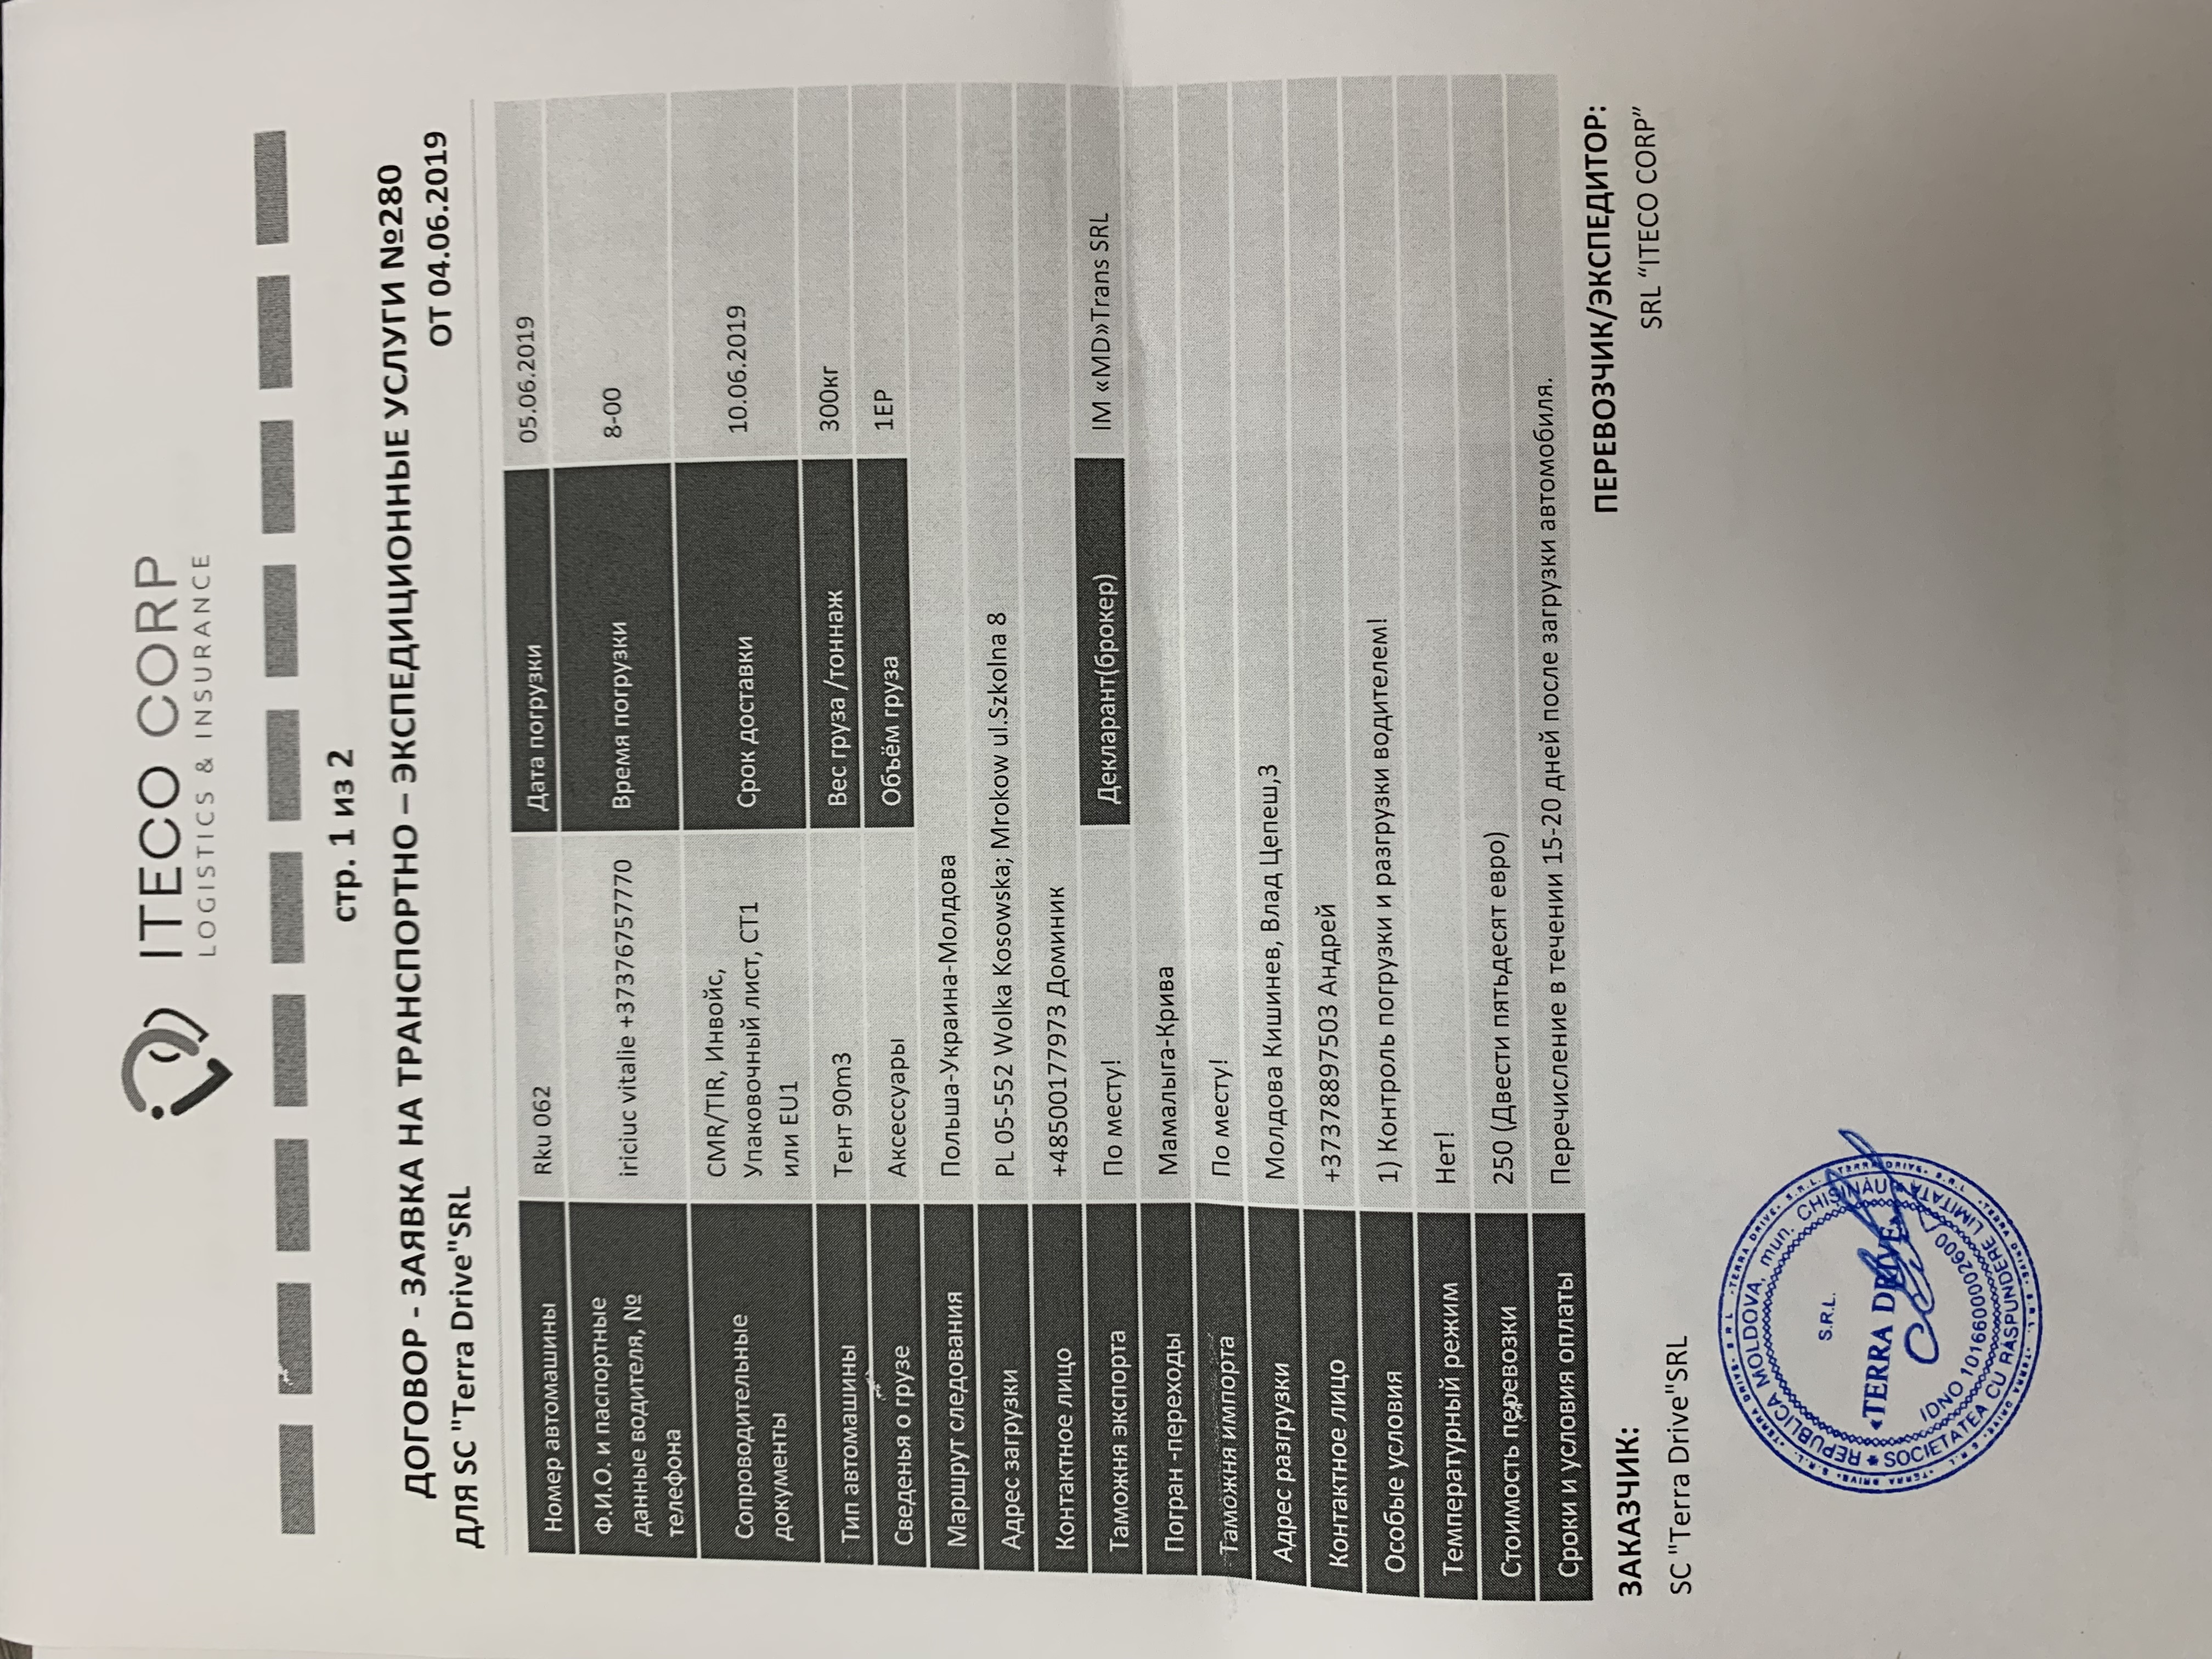 ITECO CORP
LOGISTICS & INSURANCE
стр. 1 из 2
ДОГОВОР - ЗАЯВКА НА ТРАНСПОРТНО – ЭКСПЕДИЦИОННЫЕ УСЛУГИ №280
ДЛЯ SC "Terra Drive"SRL
ОТ 04.06.2019
Номер автомашины
Rku 062
Дата погрузки
05.06.2019
Ф.И.О. и паспортные
данные водителя, №
телефона
iriciuc vitalie +37376757770
Время погрузки
8-00
Сопроводительные
документы
CMR/TIR, Инвойс,
Упаковочный лист, СТ1
или EU1
Срок доставки
10.06.2019
Тип автомашины
Тент 90m3
Вес груза /тоннаж
300кг
Сведенья о грузе
Аксессуары
Объём груза
1EP
Маршрут следования
Польша-Украина-Молдова
Адрес загрузки
PL 05-552 Wolka Kosowska; Mrokow ul.Szkolna 8
Контактное лицо
+48500177973 Доминик
Таможня экспорта
По месту!
Декларант(брокер)
IM «MD»Trans SRL
Погран -переходы
Мамалыга-Крива
Таможня импорта
По месту!
Адрес разгрузки
Молдова Кишинев, Влад Цепеш,3
Контактное лицо
+37378897503 Андрей
Особые условия
1) Контроль погрузки и разгрузки водителем!
Температурный режим
Нет!
Стоимость перевозки
250 (Двести пятьдесят евро)
Сроки и условия оплаты
Перечисление в течении 15-20 дней после загрузки автомобиля.
ЗАКАЗЧИК:
SC "Terra Drive"SRL
ПЕРЕВОЗЧИК/ЭКСПЕДИТОР:
SRL “ITECO CORP”
REPUBLICA MOLDOVA, mun. CHIŞINĂU
SOCIETATEA CU RĂSPUNDERE LIMITATĂ
S.R.L.
«TERRA DRIVE»
IDNO 1016600002600